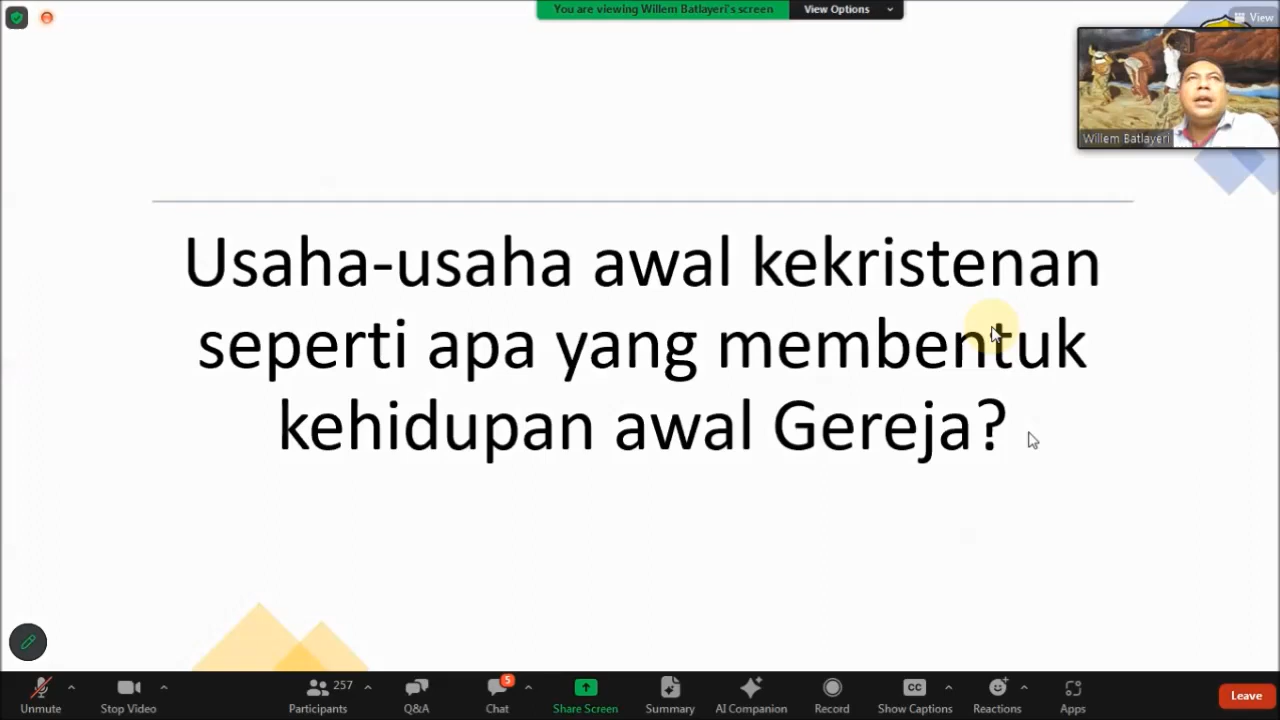 You are viewing Willem Batlayeri's screen
View Options
View
Willem Batlayeri
Usaha-usaha awal kekristenan
seperti apa yang membentuk
kehidupan awal Gereja?
Unmute
Stop Video
257
Participants
Q&A
5
Chat
Share Screen
Summary
AI Companion
Record
CC
Show Captions
Reactions
Apps
Leave